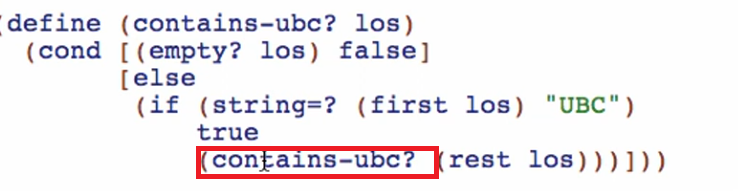 (define (contains-ubc? los)
(cond [(empty? los) false]
[else
(if (string=? (first los) "UBC")
true
(contains-ubc? (rest los)))]))